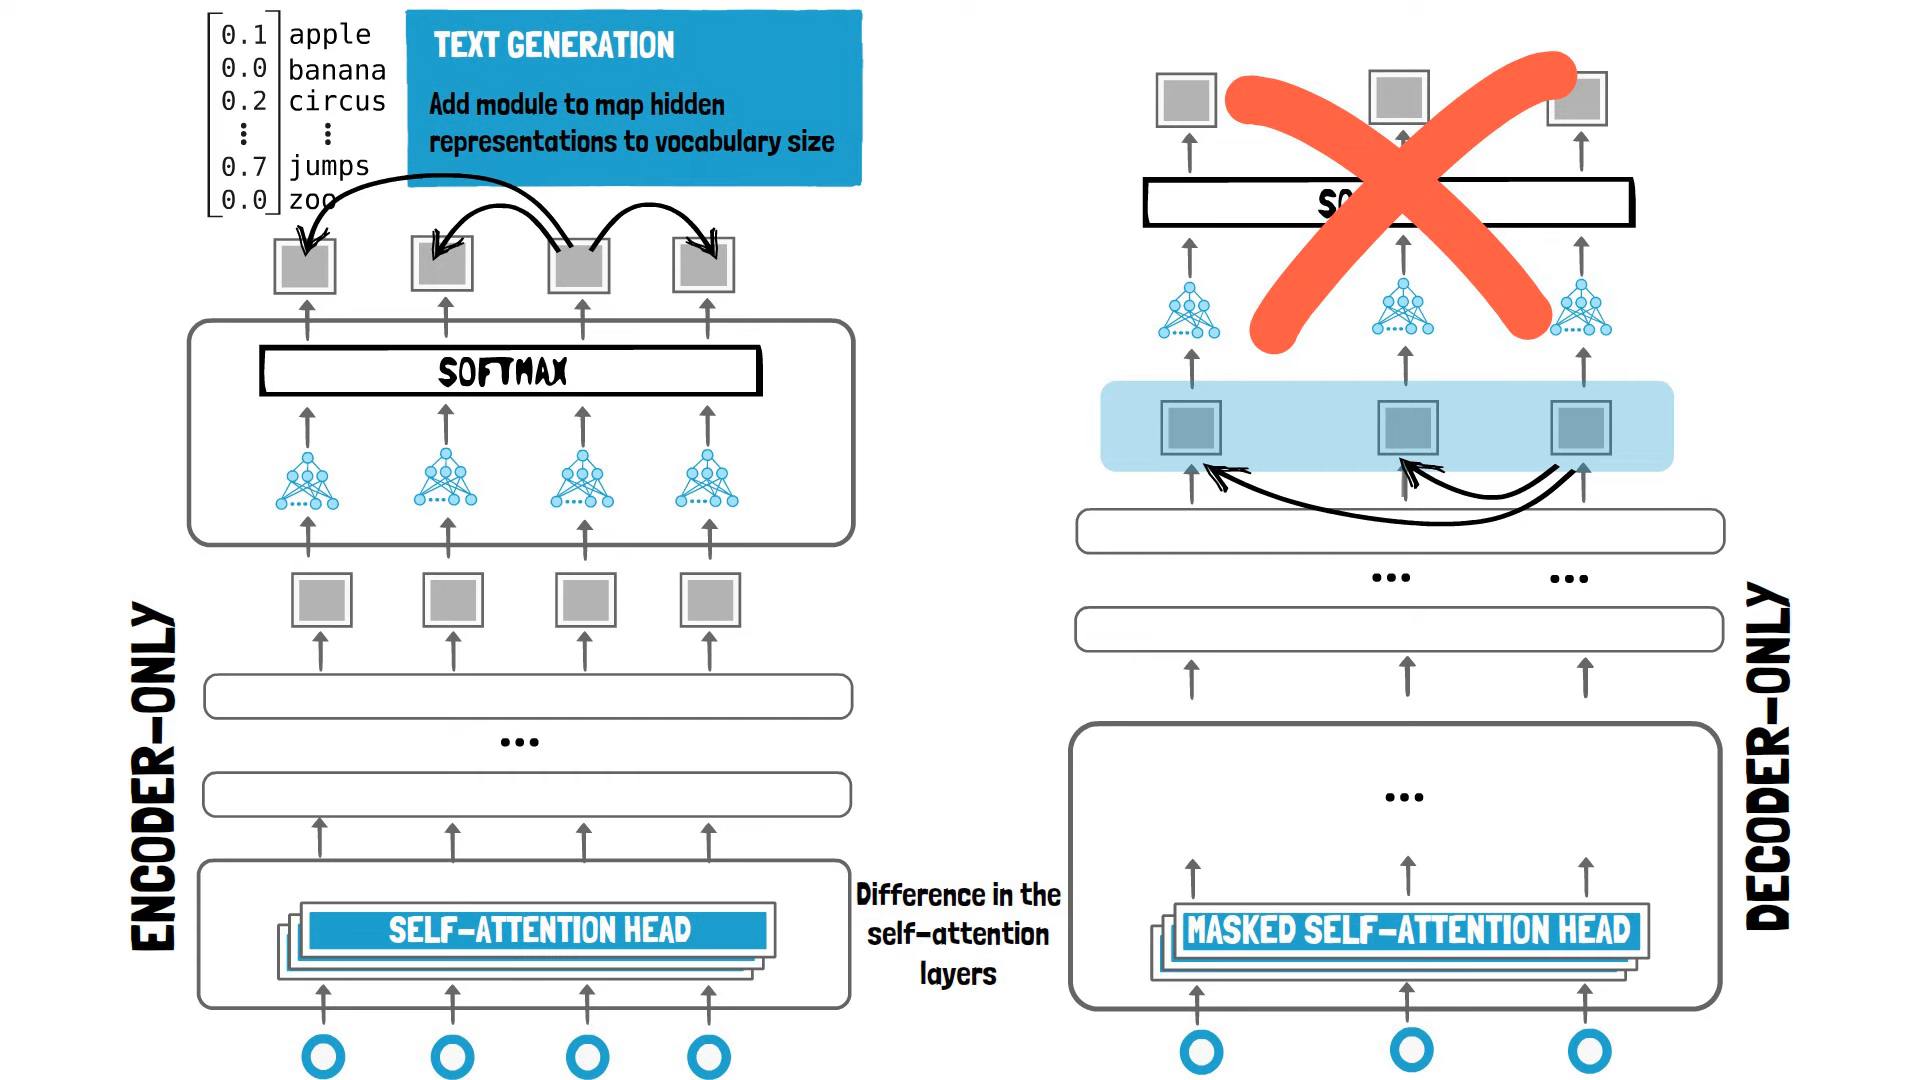 0.1 apple
0.0 banana
0.2 circus
0.7 jumps
0.0 zoo
TEXT GENERATION
Add module to map hidden
representations to vocabulary size
SOFTMAX
ENCODER-ONLY
SELF-ATTENTION HEAD
Difference in the
self-attention
layers
MASKED SELF-ATTENTION HEAD
DECODER-ONLY